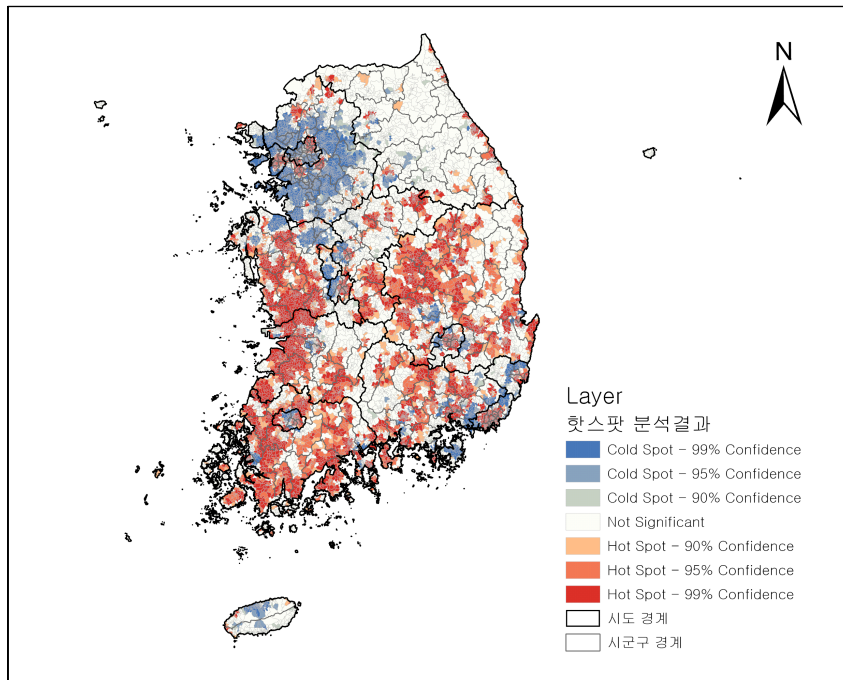 N
Layer
핫스팟 분석결과
Cold Spot - 99% Confidence
Cold Spot - 95% Confidence
Cold Spot - 90% Confidence
Not Significant
Hot Spot - 90% Confidence
Hot Spot - 95% Confidence
Hot Spot - 99% Confidence
시도 경계
시군구 경계